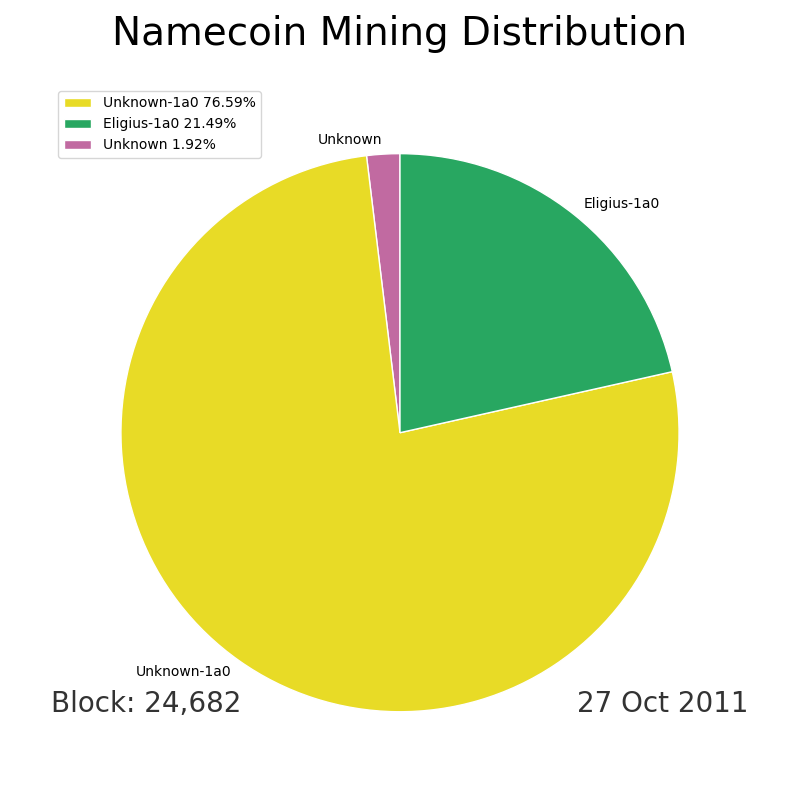 Namecoin Mining Distribution
Unknown-1a0 76.59%
Eligius-1a0 21.49%
Unknown 1.92%
Unknown
Eligius-1a0
Unknown-1a0
Block: 24,682
27 Oct 2011